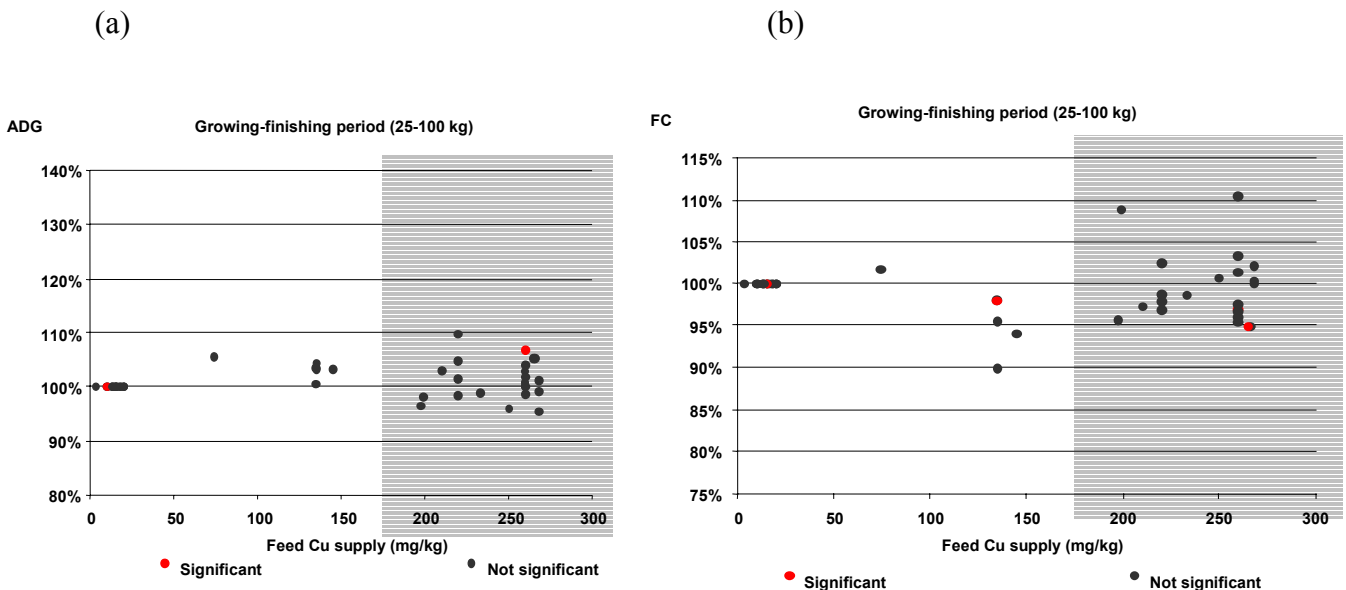 (a)
(b)
ADG
Growing-finishing period (25-100 kg)
140%
130%
120%
110%
100%
90%
80%
0 50 100 150 200 250 300
Feed Cu supply (mg/kg)
Significant Not significant
FC
Growing-finishing period (25-100 kg)
115%
110%
105%
100%
95%
90%
85%
80%
75%
0 50 100 150 200 250 300
Feed Cu supply (mg/kg)
Significant Not significant